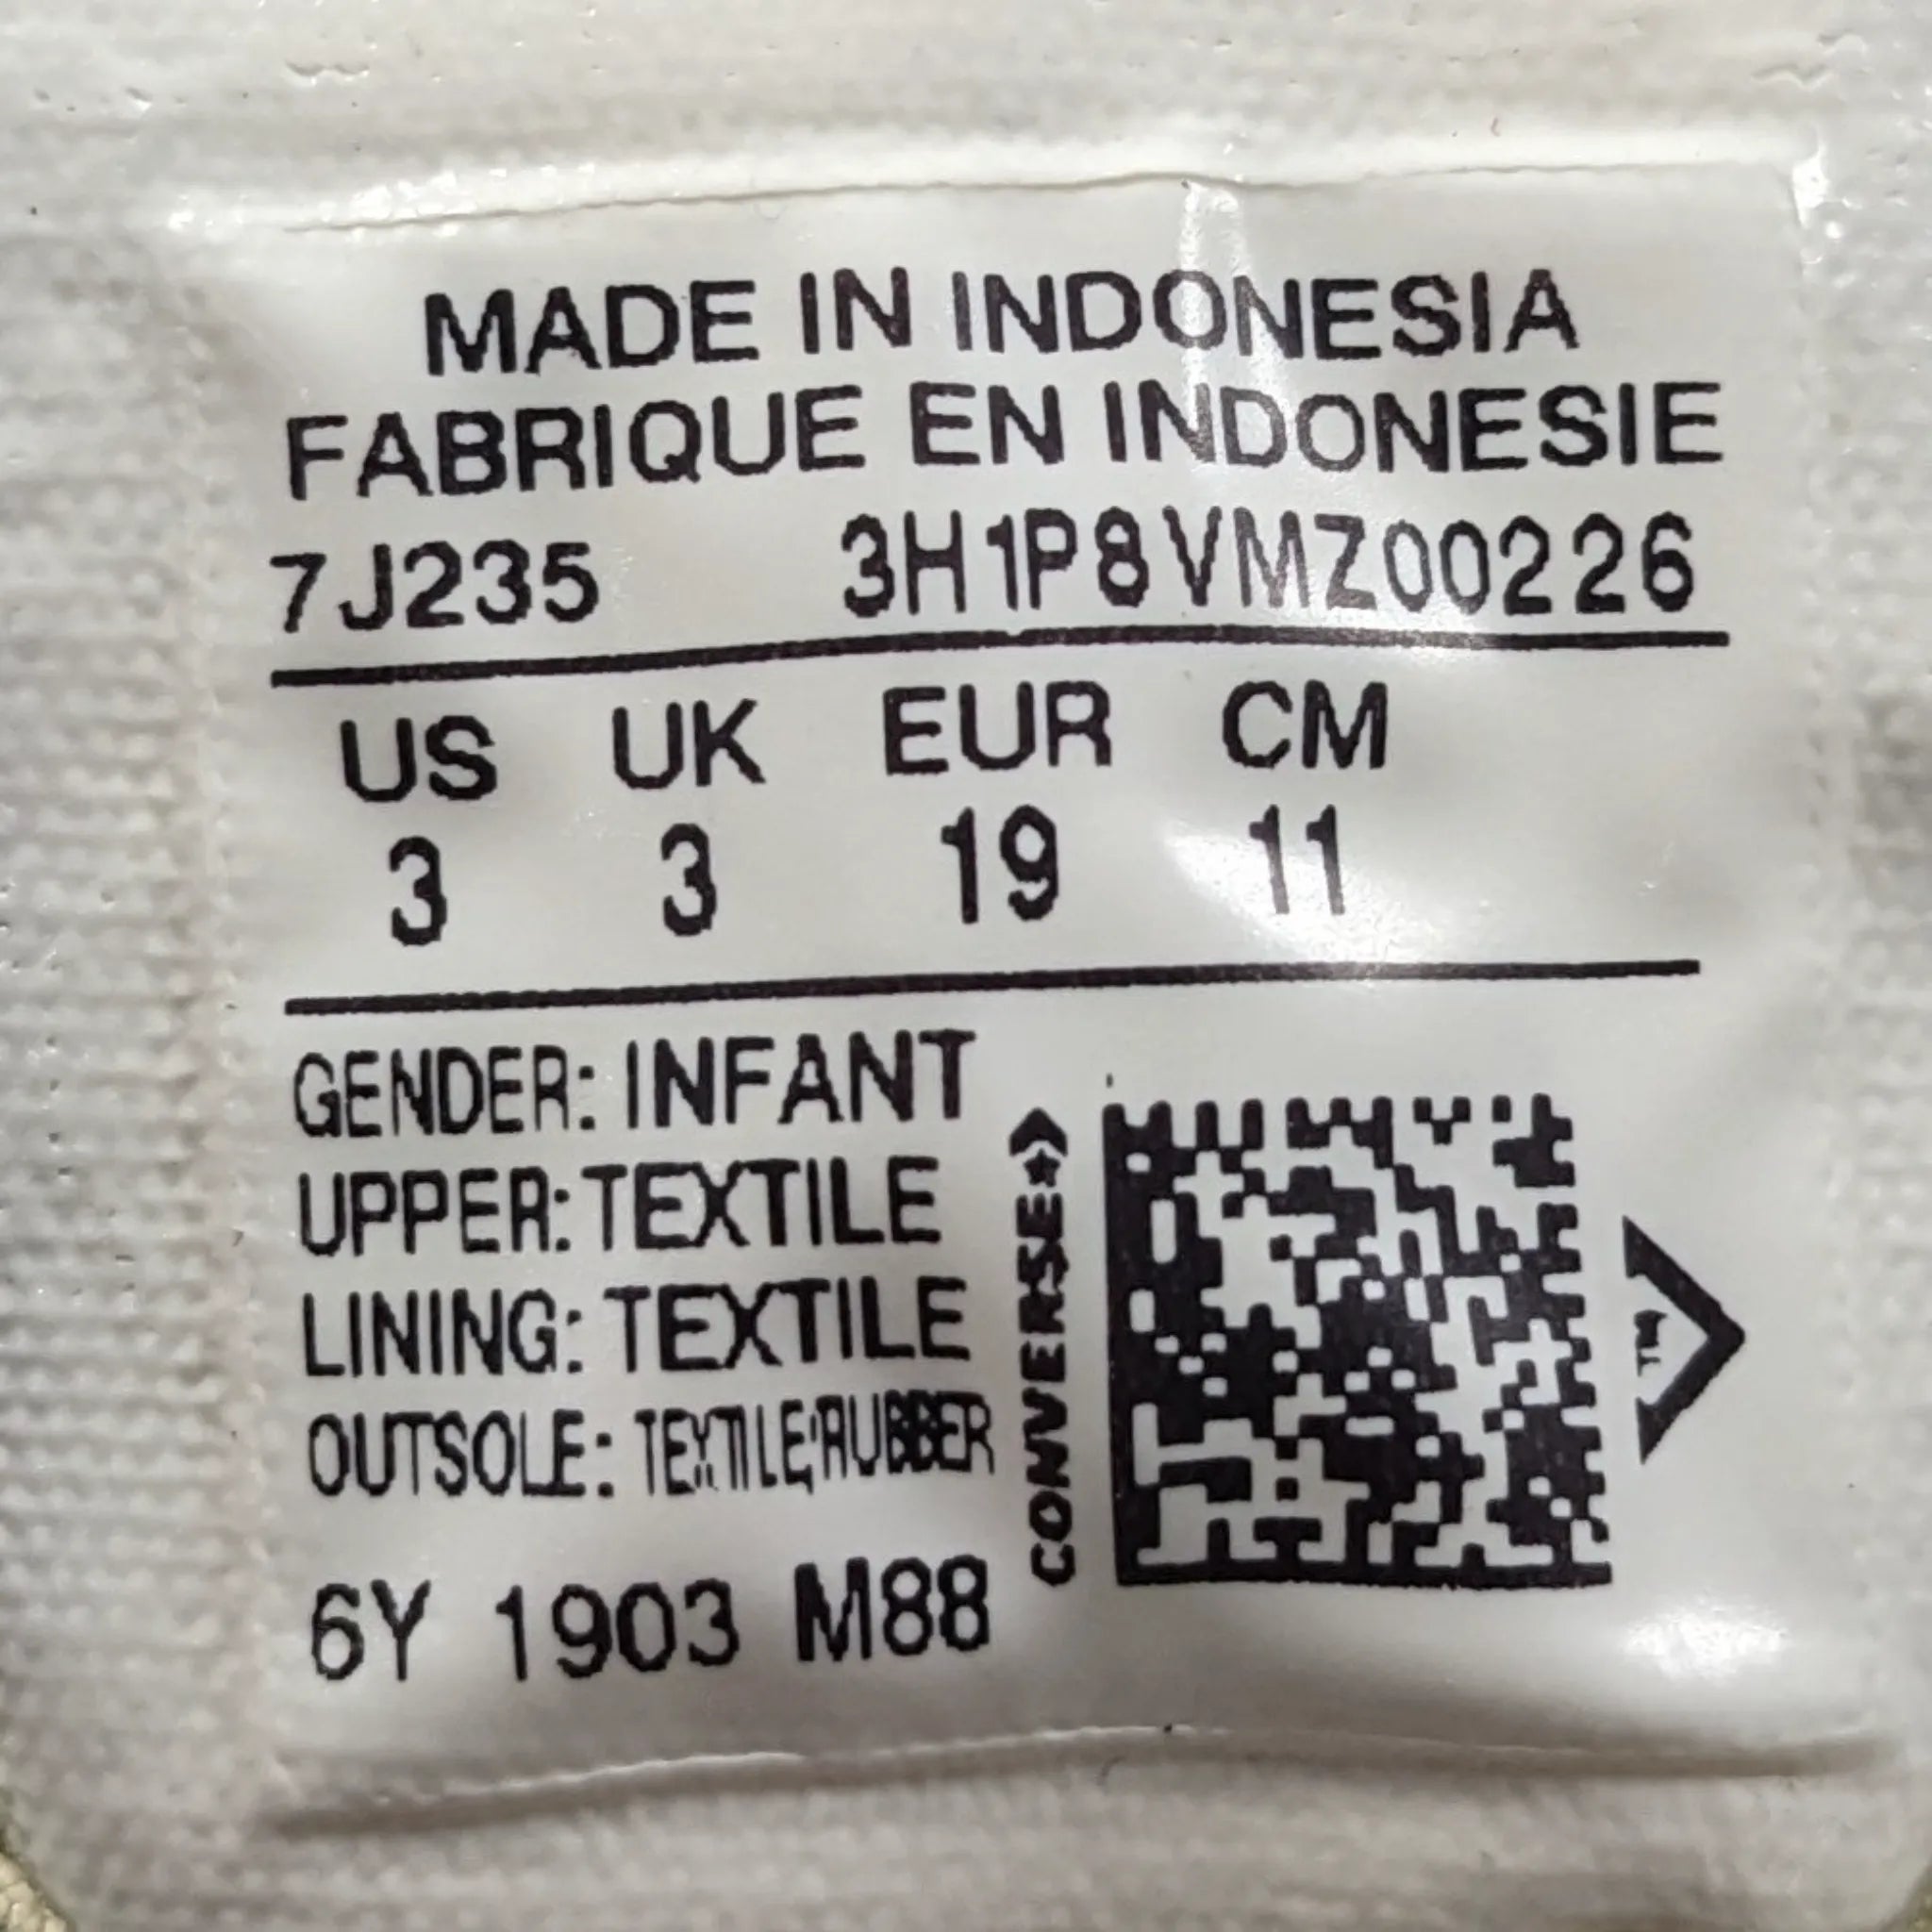 MADE IN INDONESIA
FABRIQUE EN INDONESIE
7J235 3H1P8VMZ00226
US UK EUR CM
3 3 19 11
GENDER: INFANT
UPPER: TEXTILE
LINING: TEXTILE
OUTSOLE: TEXTILE/RUBBER
6Y 1903 M88
CONVERSE
TM